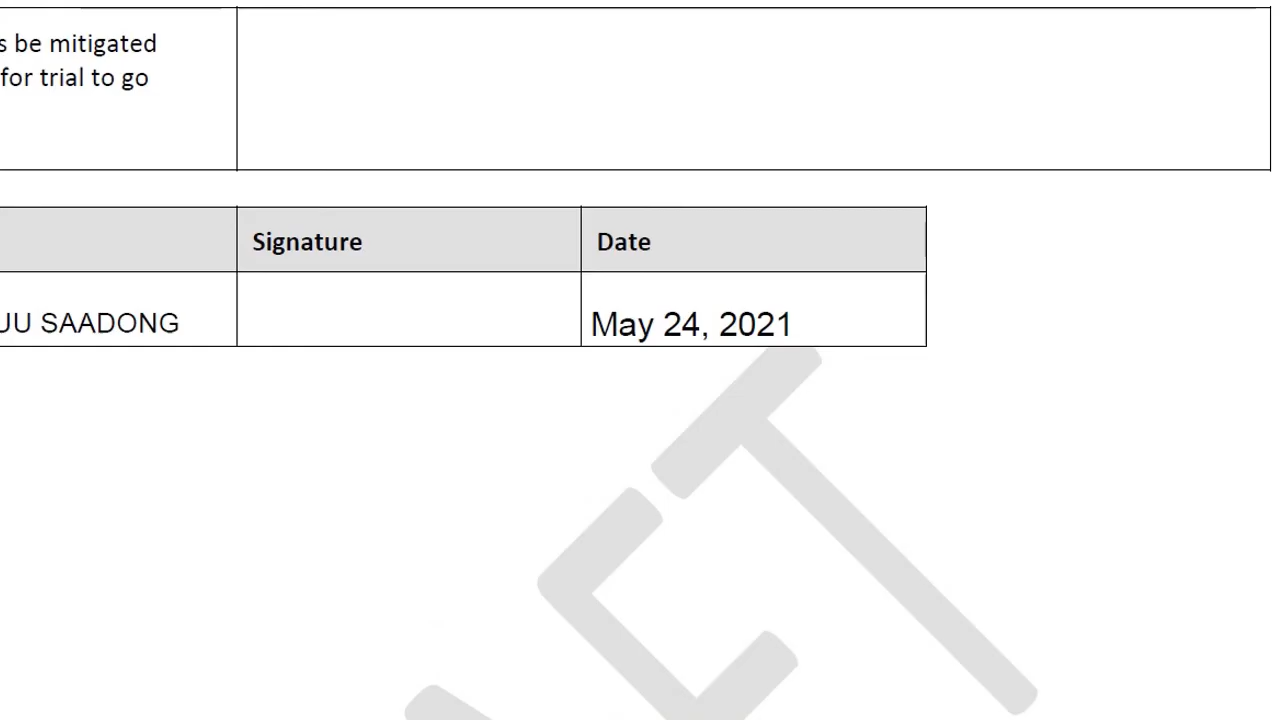 s be mitigated
for trial to go
Signature Date
UU SAADONG May 24, 2021